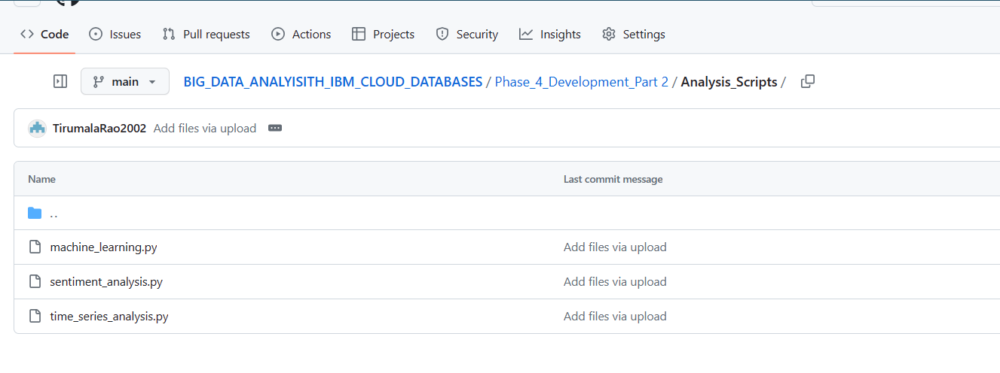 Code Issues Pull requests Actions Projects Security Insights Settings
main BIG_DATA_ANALYISITH_IBM_CLOUD_DATABASES / Phase_4_Development_Part 2 / Analysis_Scripts /
TirumalaRao2002 Add files via upload
Name Last commit message
..
machine_learning.py Add files via upload
sentiment_analysis.py Add files via upload
time_series_analysis.py Add files via upload